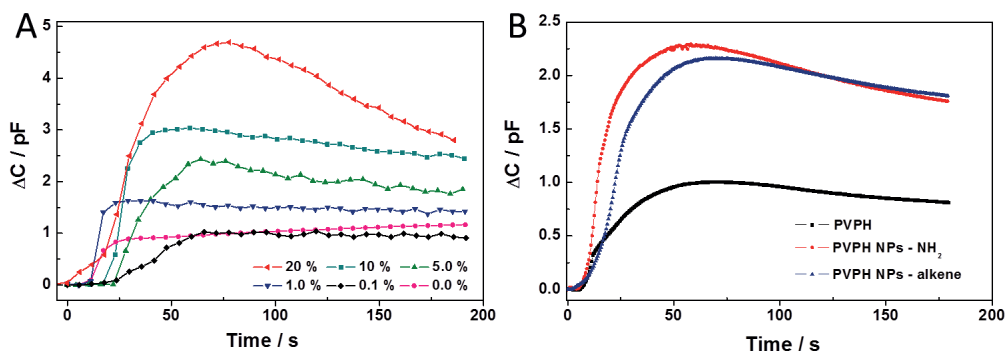 A
ΔC / pF
5
4
3
2
1
0
20 % 10 % 5.0 %
1.0 % 0.1 % 0.0 %
0 50 100 150 200
Time / s
B
ΔC / pF
2.5
2.0
1.5
1.0
0.5
0.0
PVPH
PVPH NPs - NH₂
PVPH NPs - alkene
0 50 100 150 200
Time / s